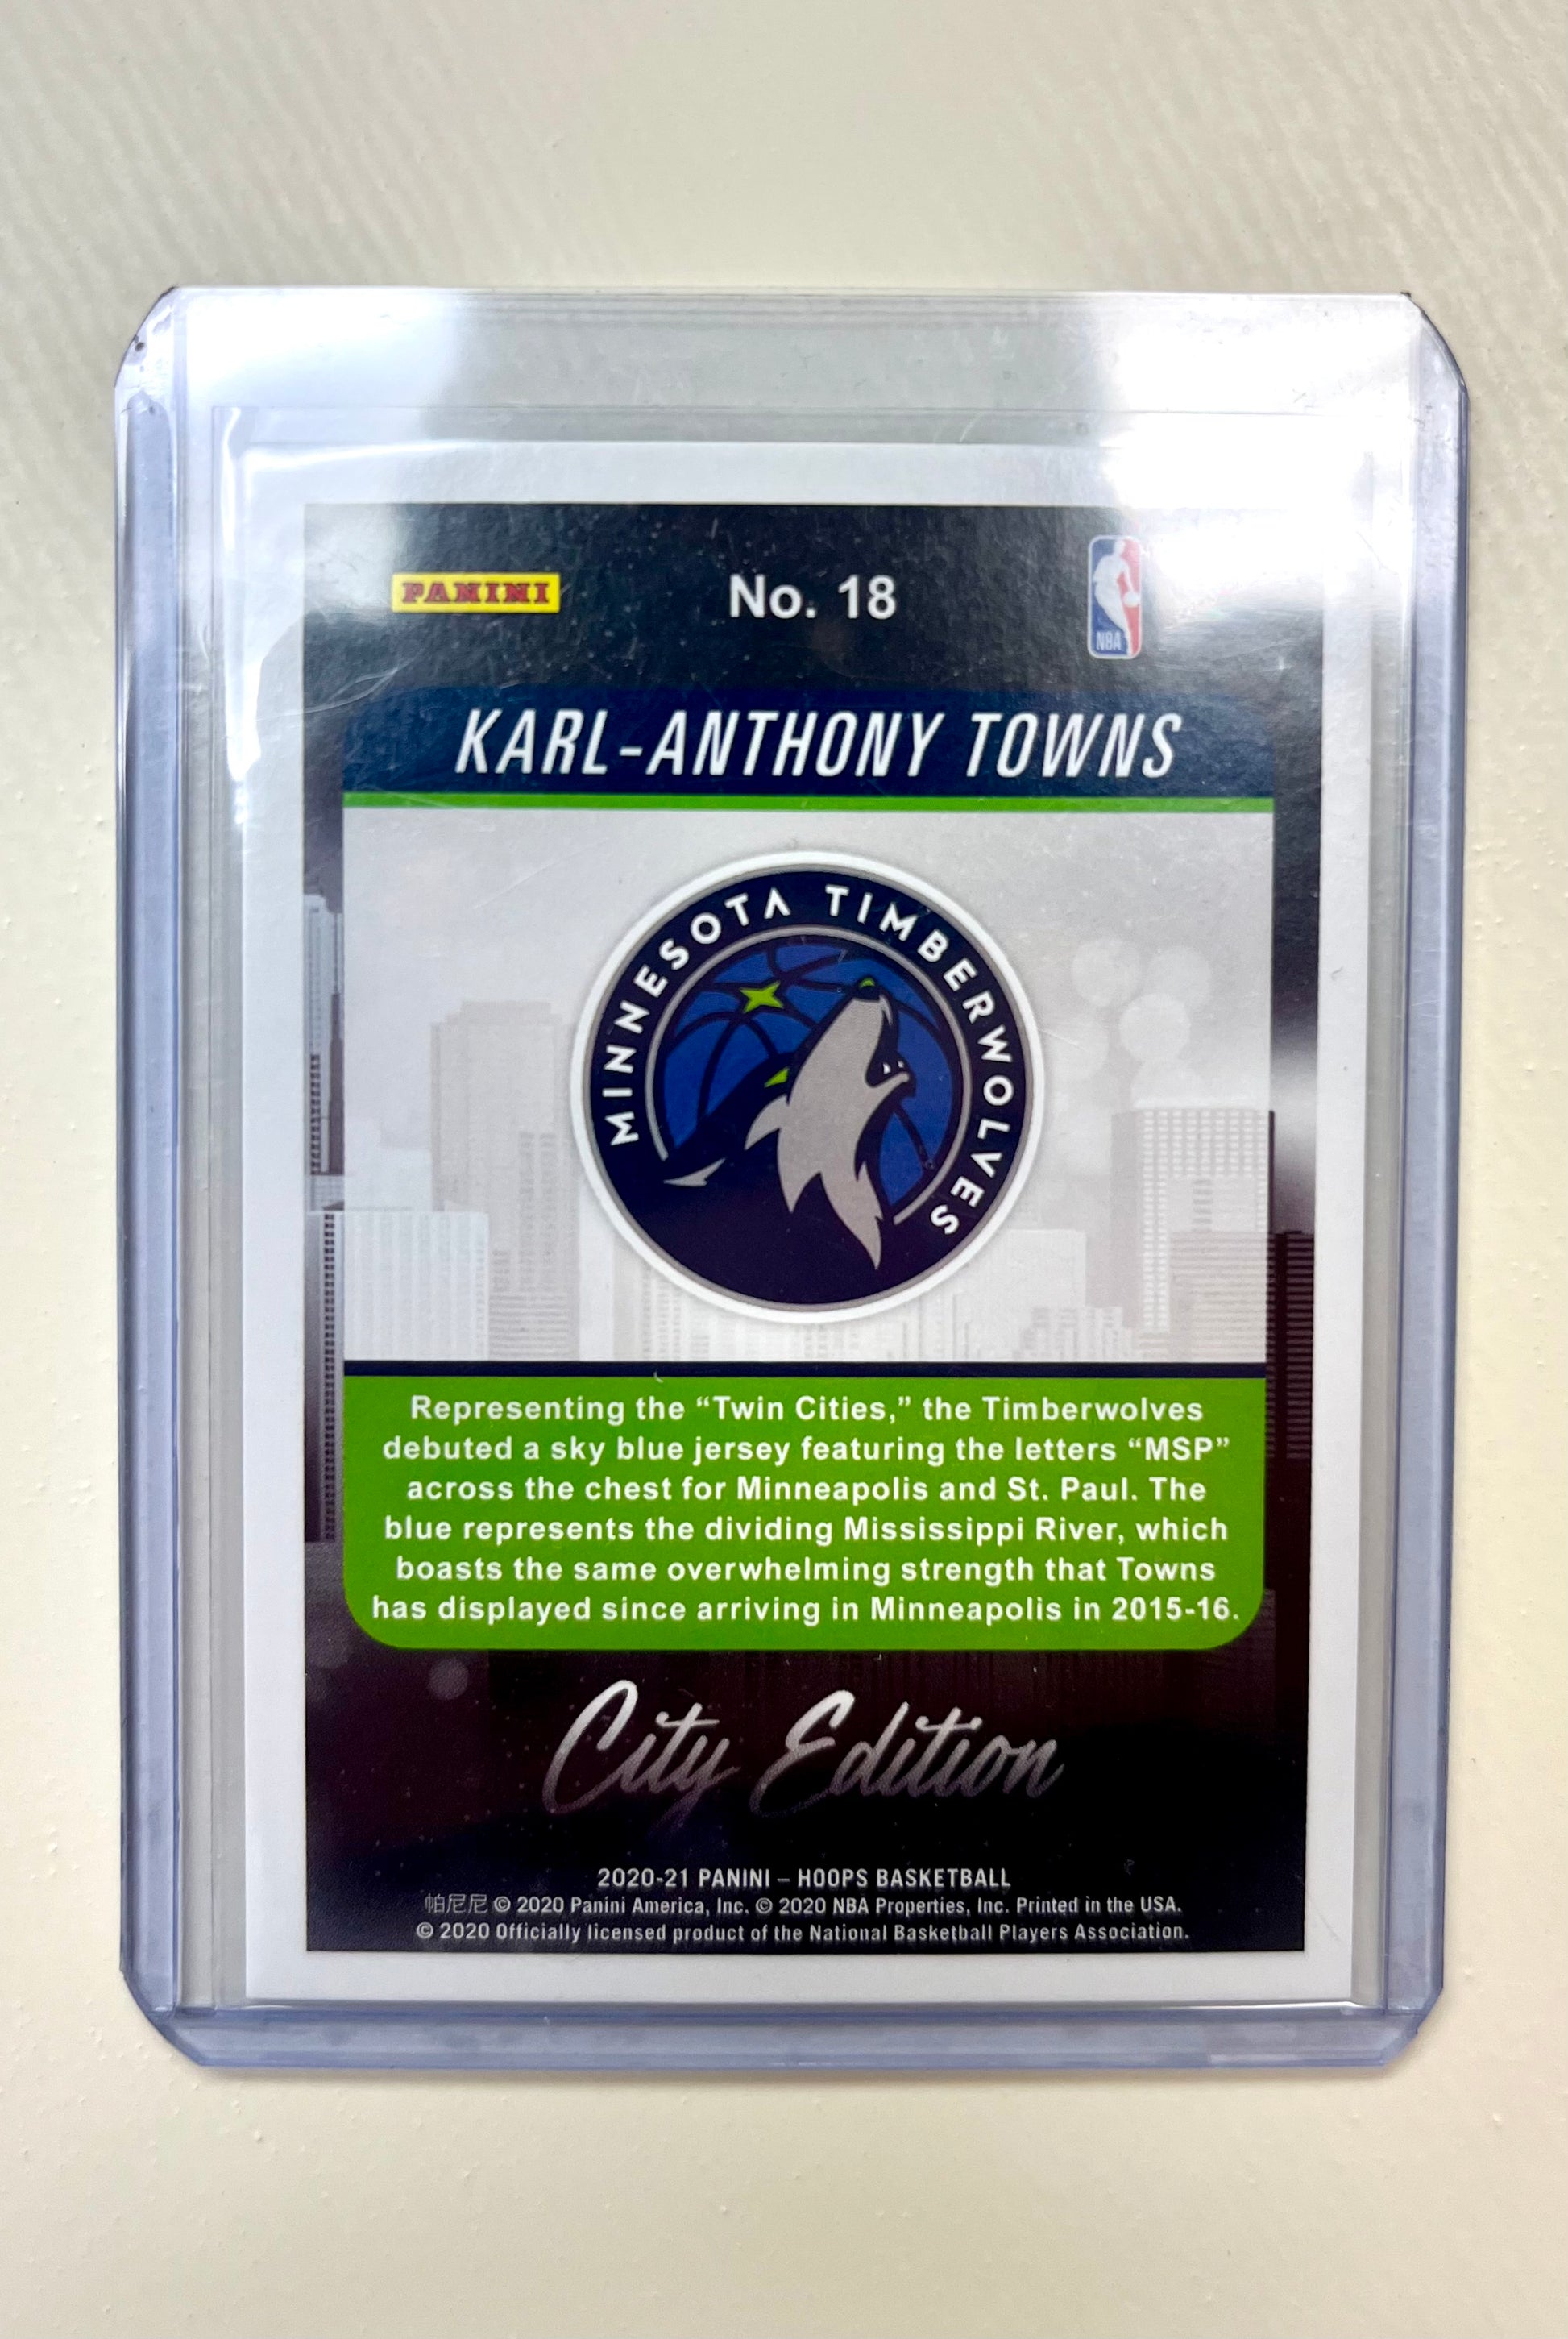 PANINI
No. 18
NBA
KARL-ANTHONY TOWNS
MINNESOTA TIMBERWOLVES
Representing the “Twin Cities,” the Timberwolves
debuted a sky blue jersey featuring the letters “MSP”
across the chest for Minneapolis and St. Paul. The
blue represents the dividing Mississippi River, which
boasts the same overwhelming strength that Towns
has displayed since arriving in Minneapolis in 2015-16.
City Edition
2020-21 PANINI – HOOPS BASKETBALL
帕尼尼 © 2020 Panini America, Inc. © 2020 NBA Properties, Inc. Printed in the USA.
© 2020 Officially licensed product of the National Basketball Players Association.